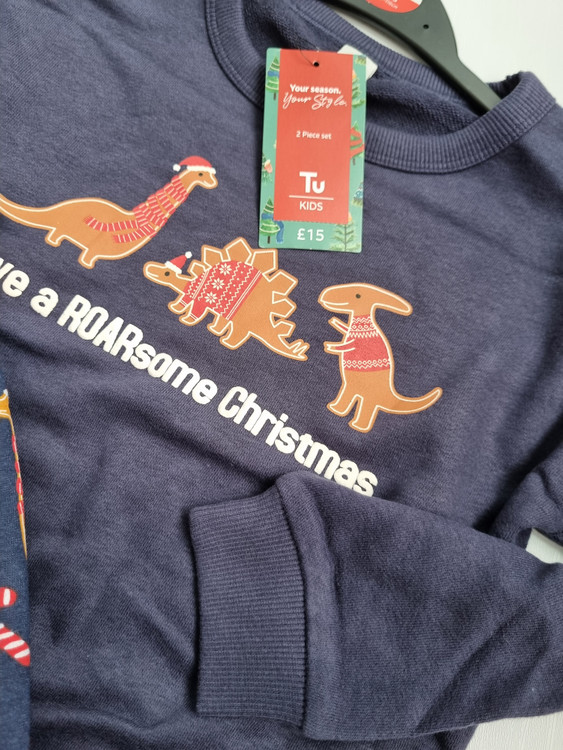 Your season.
Your Style.
2 Piece set
Tu
KIDS
£15
ve a ROARsome Christmas